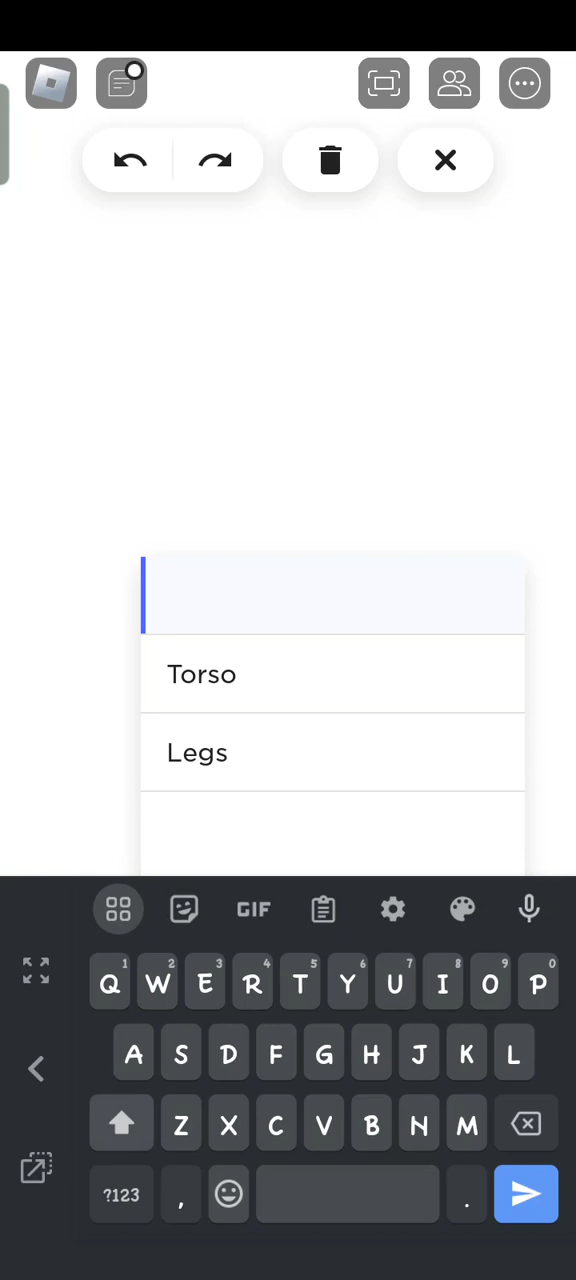 Torso
Legs
GIF
1 2 3 4 5 6 7 8 9 0
Q W E R T Y U I O P
A S D F G H J K L
Z X C V B N M
?123 , .